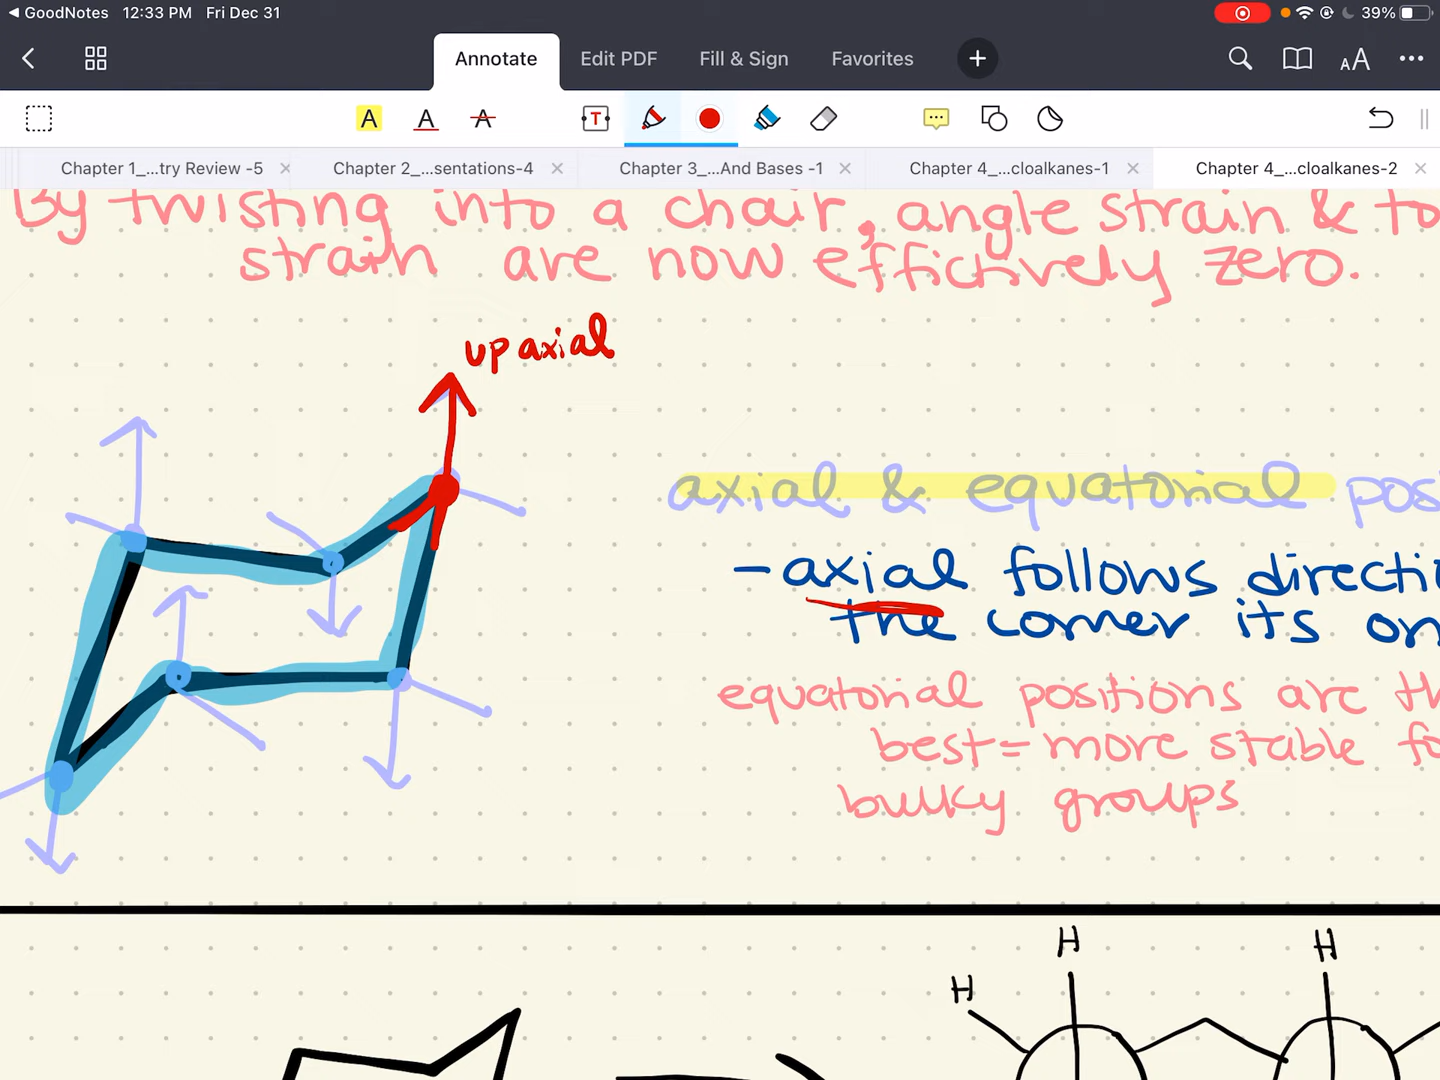 GoodNotes 12:33 PM Fri Dec 31 39%
Annotate Edit PDF Fill & Sign Favorites
A A A T AA
Chapter 1_...try Review -5 Chapter 2_...sentations-4 Chapter 3_...And Bases -1 Chapter 4_...cloalkanes-1 Chapter 4_...cloalkanes-2
By twisting into a chair, angle strain & to
strain are now effictively zero.
up axial
axial & equatorial pos
- axial follows directi
the corner its on
equatorial positions are th
best = more stable fo
bulky groups
H H
H